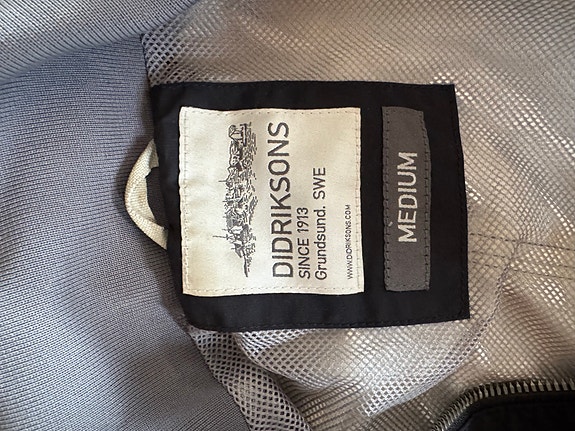 DIDRIKSONS
SINCE 1913
Grundsund. SWE
WWW.DIDRIKSONS.COM
MEDIUM